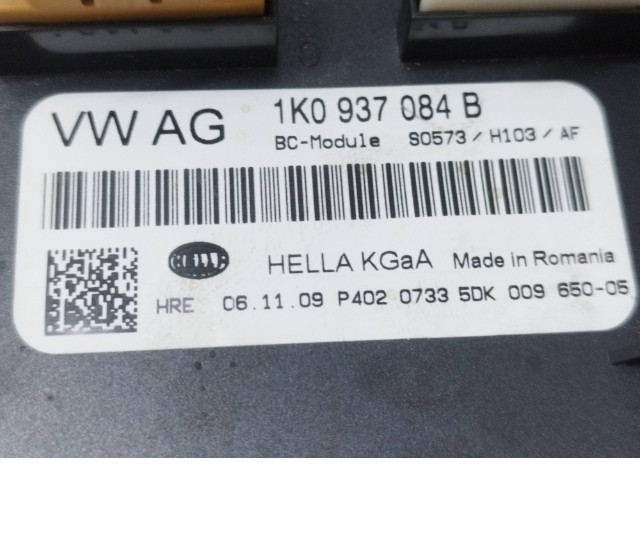 VW AG
1K0 937 084 B
BC-Module S0573/H103/AF
HELLA
HELLA KGaA Made in Romania
HRE 06.11.09 P402 0733 5DK 009 650-05